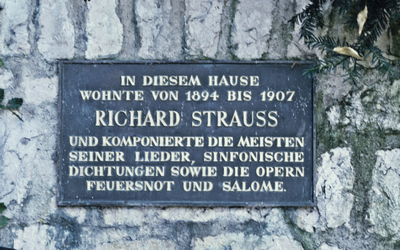 IN DIESEM HAUSE
WOHNTE VON 1894 BIS 1907
RICHARD STRAUSS
UND KOMPONIERTE DIE MEISTEN
SEINER LIEDER, SINFONISCHE
DICHTUNGEN SOWIE DIE OPERN
FEUERSNOT UND SALOME.